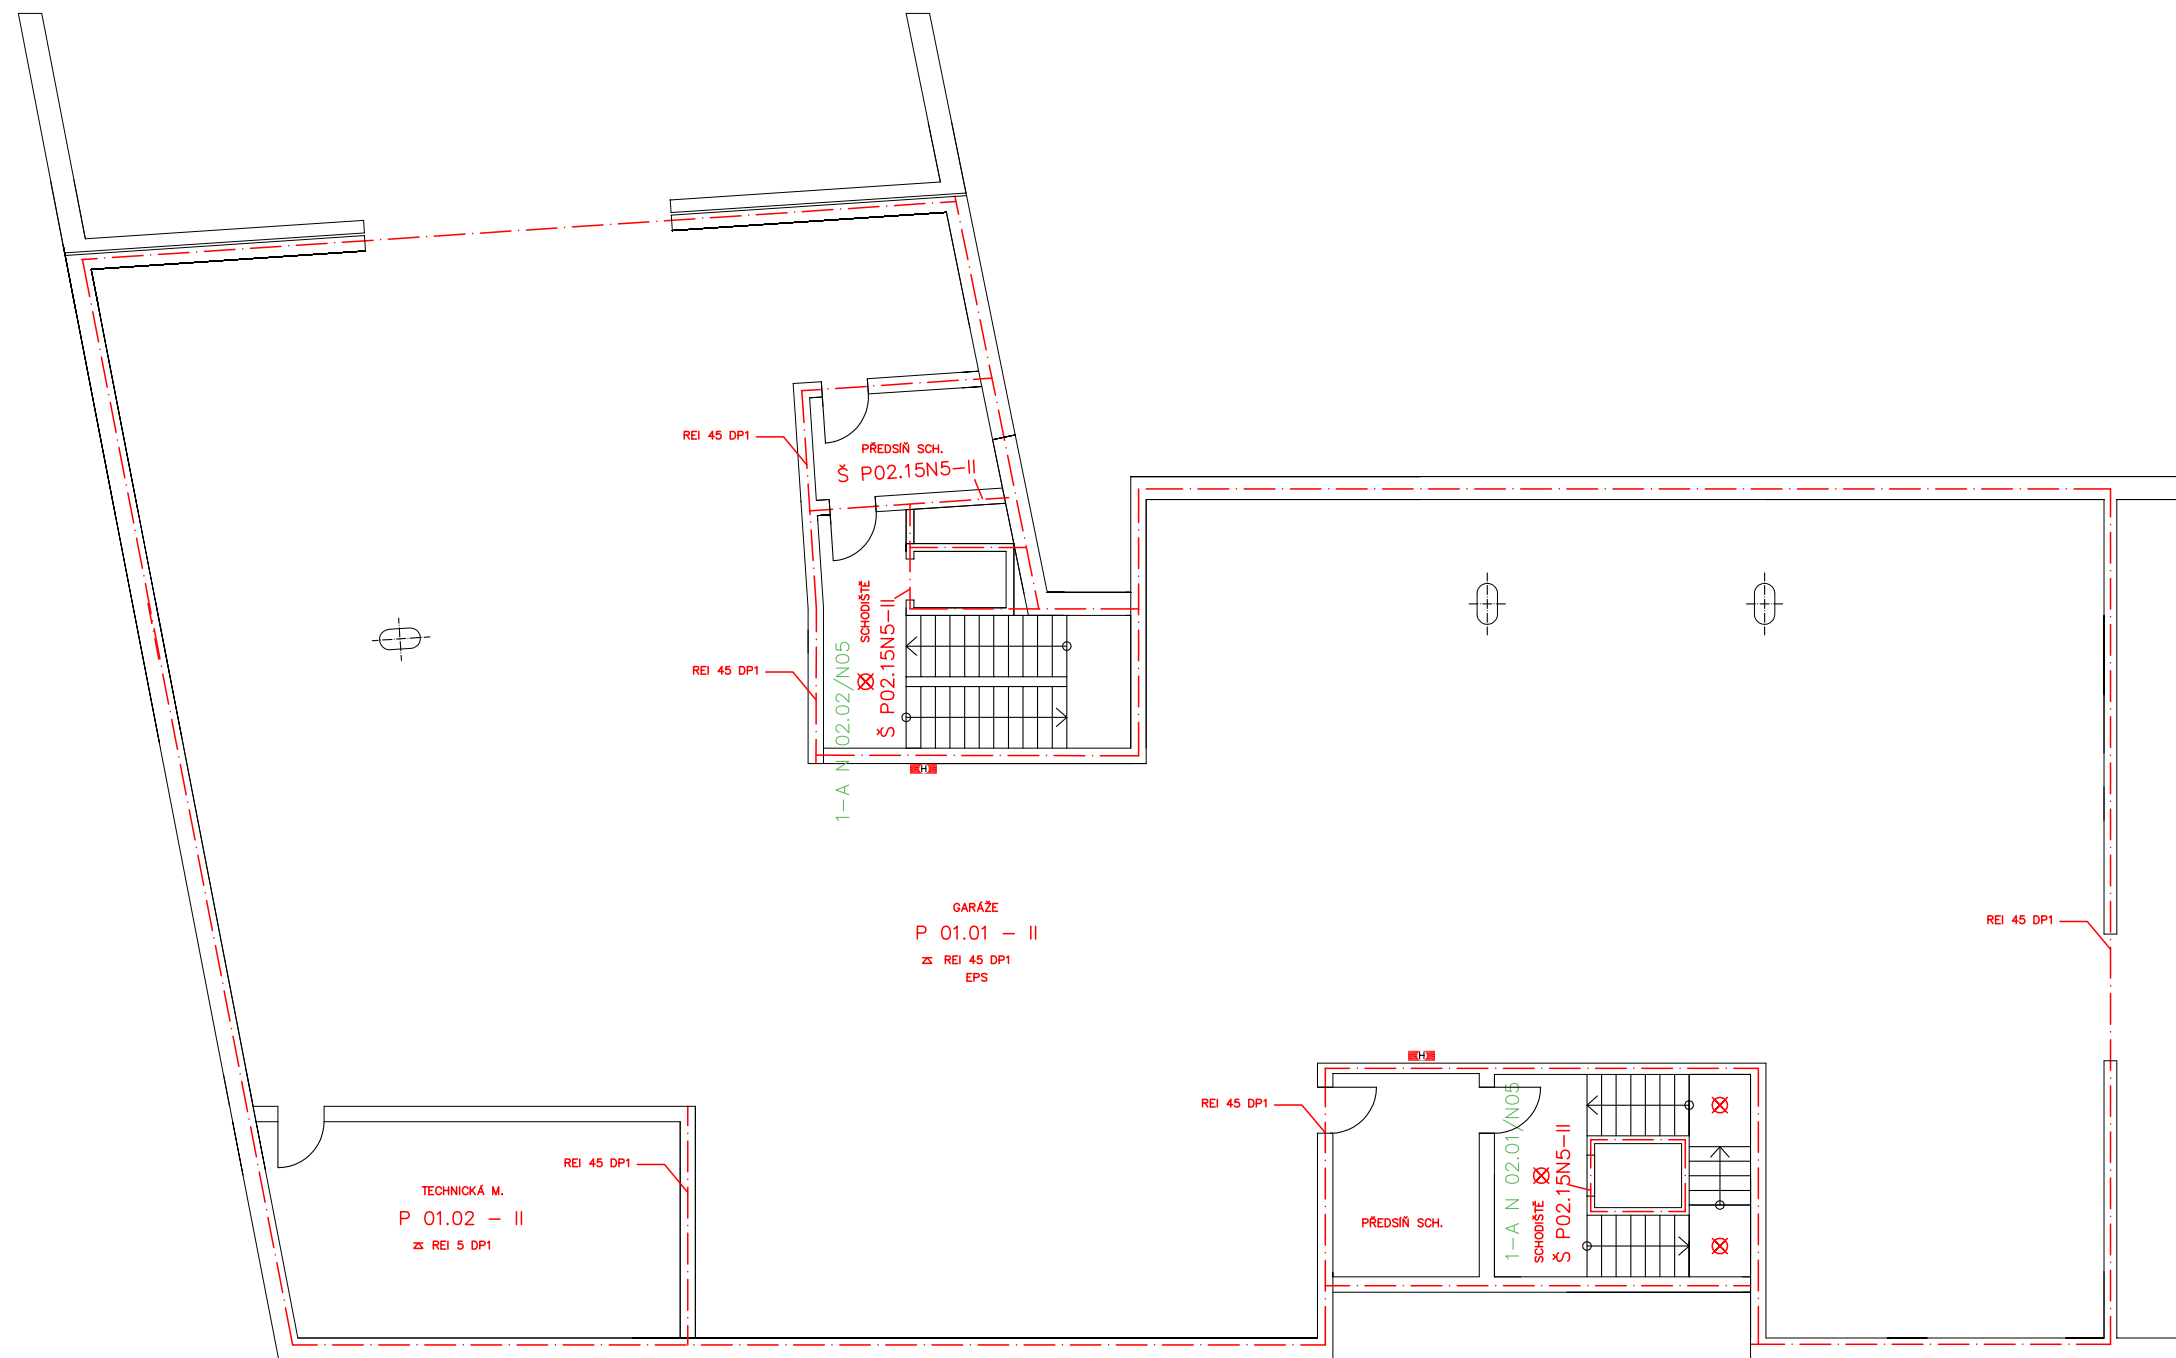 REI 45 DP1
PŘEDSÍŇ SCH.
Š P02.15N5-II
SCHODIŠTĚ
Š P02.15N5-II
1-A N 02.02/N05
REI 45 DP1
H
GARÁŽE
P 01.01 - II
REI 45 DP1
EPS
REI 45 DP1
H
REI 45 DP1
1-A N 02.01/N05
SCHODIŠTĚ
Š P02.15N5-II
PŘEDSÍŇ SCH.
REI 45 DP1
TECHNICKÁ M.
P 01.02 - II
REI 5 DP1